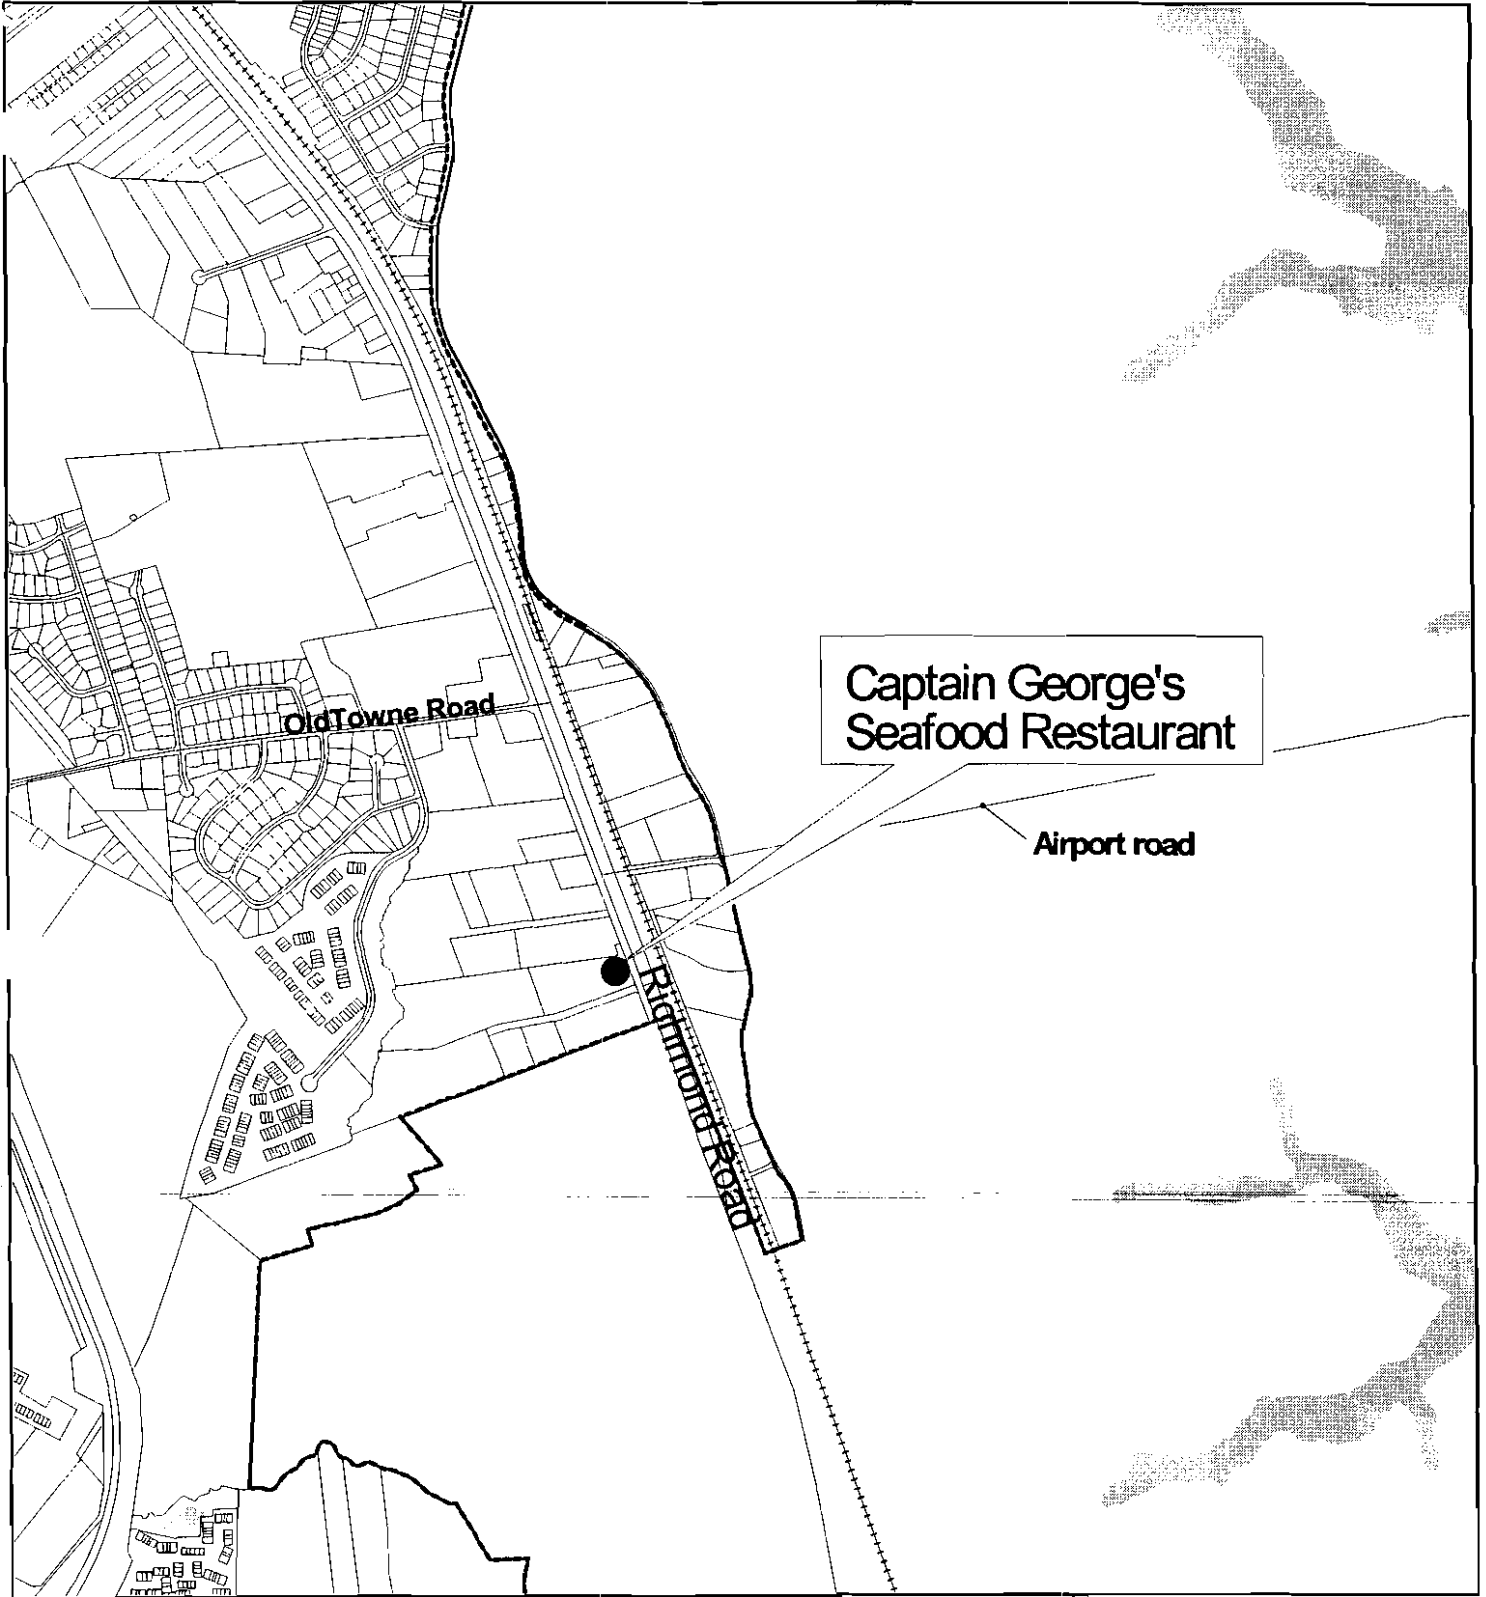 Captain George's
Seafood Restaurant
OldTowne Road
Airport road
Richmond Road